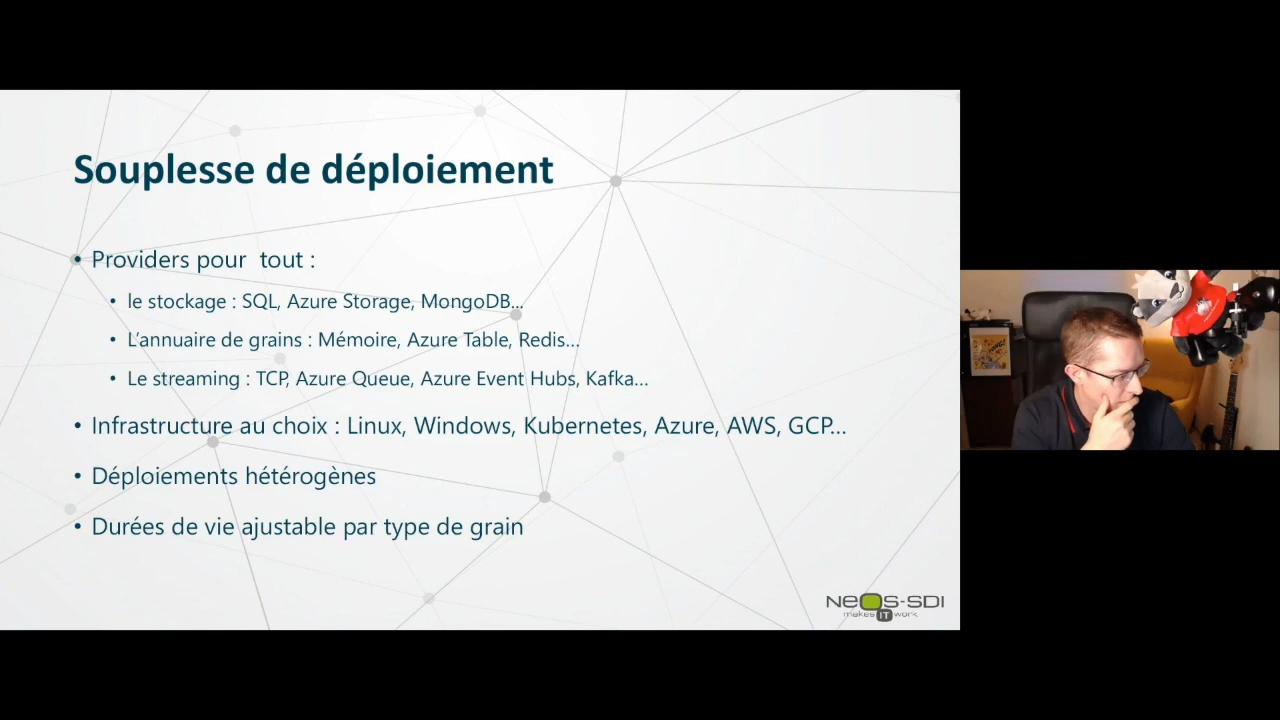 Souplesse de déploiement
• Providers pour  tout :
• le stockage : SQL, Azure Storage, MongoDB...
• L'annuaire de grains : Mémoire, Azure Table, Redis...
• Le streaming : TCP, Azure Queue, Azure Event Hubs, Kafka...
• Infrastructure au choix : Linux, Windows, Kubernetes, Azure, AWS, GCP...
• Déploiements hétérogènes
• Durées de vie ajustable par type de grain
NeOS-SDI
makes IT work